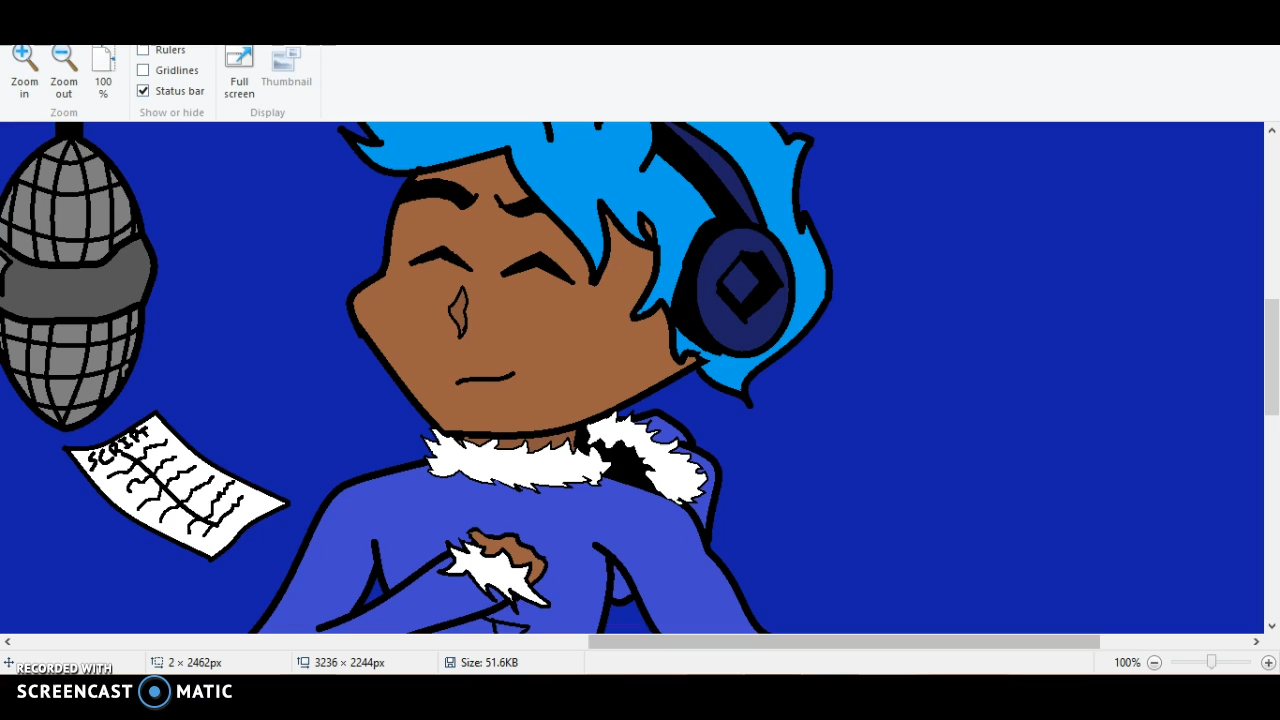 Rulers
Zoom in
Zoom out
100 %
Gridlines
Status bar
Full screen
Thumbnail
Zoom
Show or hide
Display
SCRIPT
2 × 2462px
3236 × 2244px
Size: 51.6KB
100%
RECORDED WITH
SCREENCAST MATIC